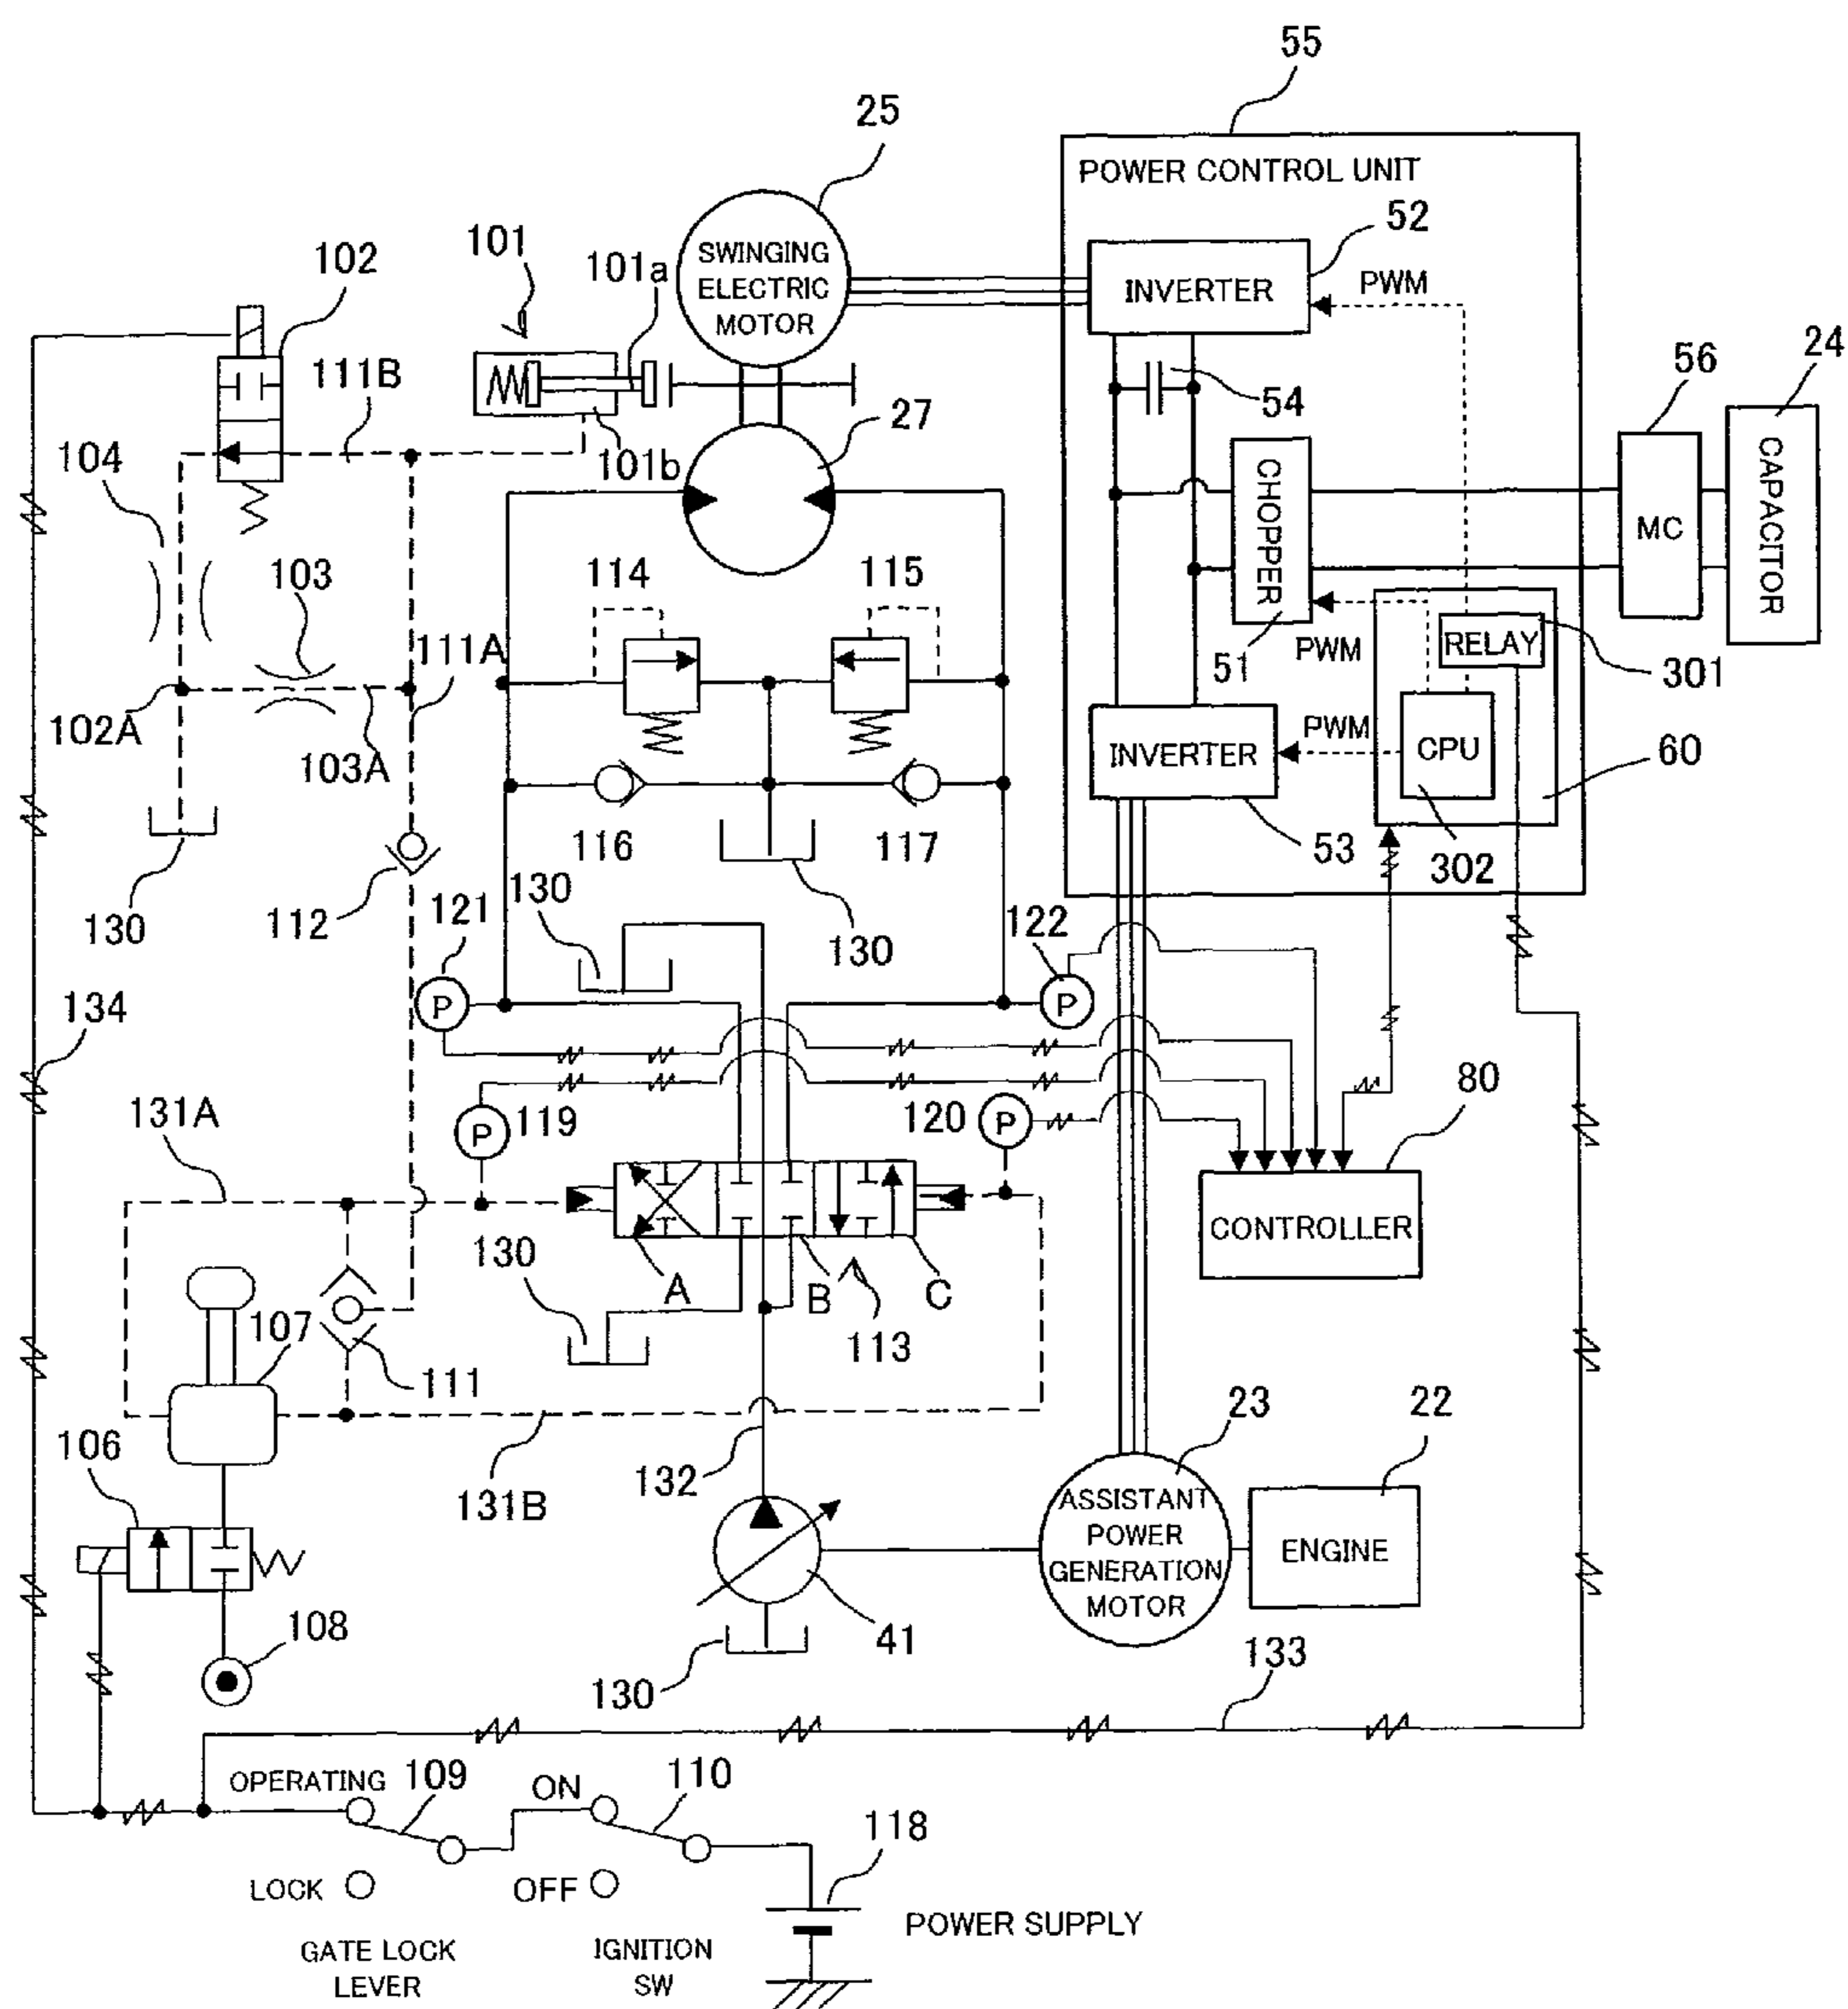 55
25
POWER CONTROL UNIT
52
101
102
101a
SWINGING
ELECTRIC
MOTOR
INVERTER
PWM
24
56
111B
54
27
104
101b
CHOPPER
MC
CAPACITOR
103
114
115
111A
PWM
51
RELAY
301
102A
103A
PWM
INVERTER
CPU
60
116
117
53
302
112
130
121
130
130
122
P
P
134
131A
119
120
80
P
P
CONTROLLER
130
A
B
C
107
113
111
106
23
22
131B
132
ASSISTANT
POWER
GENERATION
MOTOR
ENGINE
108
41
130
133
OPERATING
109
ON
110
118
LOCK
OFF
POWER SUPPLY
GATE LOCK
LEVER
IGNITION
SW